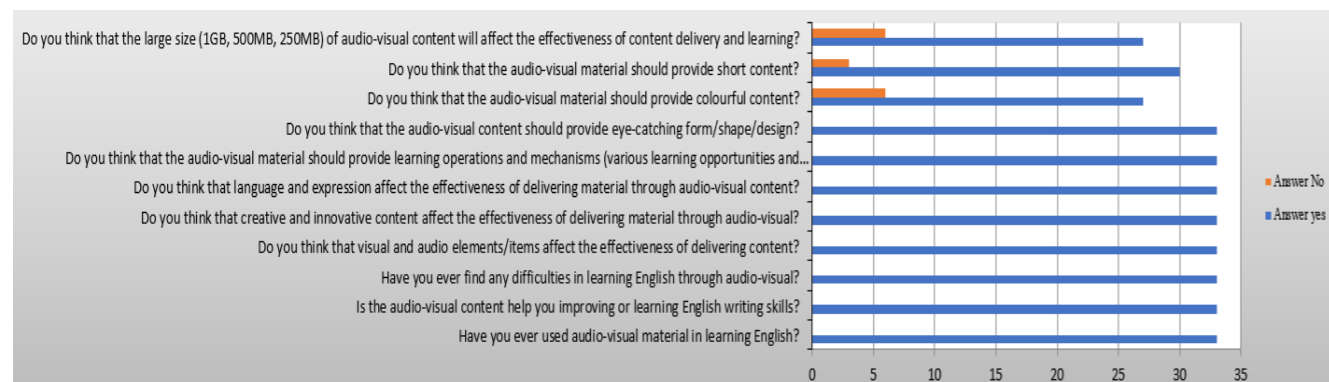 Do you think that the large size (1GB, 500MB, 250MB) of audio-visual content will affect the effectiveness of content delivery and learning?
Do you think that the audio-visual material should provide short content?
Do you think that the audio-visual material should provide colourful content?
Do you think that the audio-visual content should provide eye-catching form/shape/design?
Do you think that the audio-visual material should provide learning operations and mechanisms (various learning opportunities and...
Do you think that language and expression affect the effectiveness of delivering material through audio-visual content?
Do you think that creative and innovative content affect the effectiveness of delivering material through audio-visual?
Do you think that visual and audio elements/items affect the effectiveness of delivering content?
Have you ever find any difficulties in learning English through audio-visual?
Is the audio-visual content help you improving or learning English writing skills?
Have you ever used audio-visual material in learning English?
0 5 10 15 20 25 30 35
Answer No
Answer yes